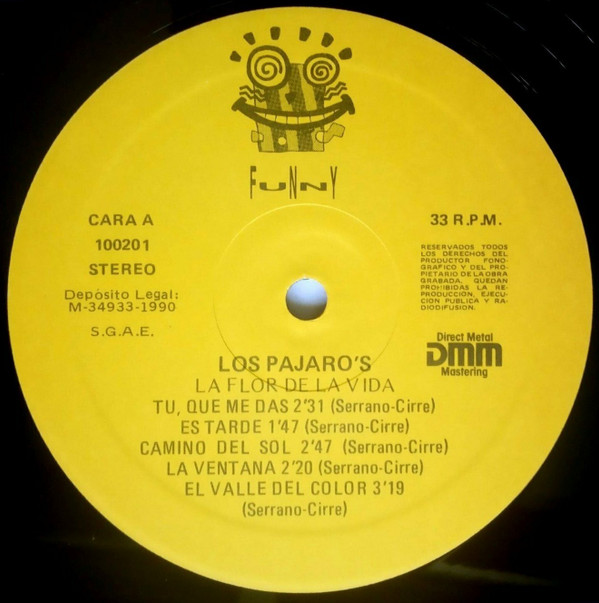 FUNNY
CARA A
100201
STEREO
Depósito Legal:
M-34933-1990
S.G.A.E.
33 R.P.M.
RESERVADOS TODOS
LOS DERECHOS DEL
PRODUCTOR FONO-
GRAFICO Y DEL PRO-
PIETARIO DE LA OBRA
GRABADA. QUEDAN
PROHIBIDAS LA RE-
PRODUCCION, EJECU-
CION PUBLICA Y RA-
DIODIFUSION.
Direct Metal
DMM
Mastering
LOS PAJARO'S
LA FLOR DE LA VIDA
TU, QUE ME DAS 2'31 (Serrano-Cirre)
ES TARDE 1'47 (Serrano-Cirre)
CAMINO DEL SOL 2'47 (Serrano-Cirre)
LA VENTANA 2'20 (Serrano-Cirre)
EL VALLE DEL COLOR 3'19
(Serrano-Cirre)